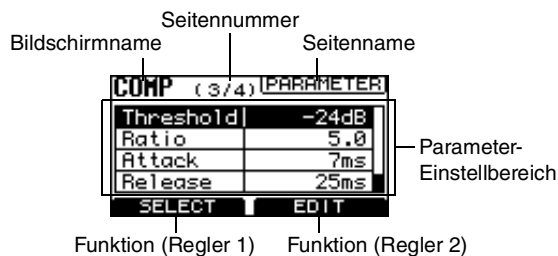 Seitennummer
Bildschirmname
Seitenname
COMP (3/4) PARAMETER
Threshold -24dB
Ratio 5.0
Attack 7ms
Release 25ms
SELECT EDIT
Parameter-
Einstellbereich
Funktion (Regler 1) Funktion (Regler 2)